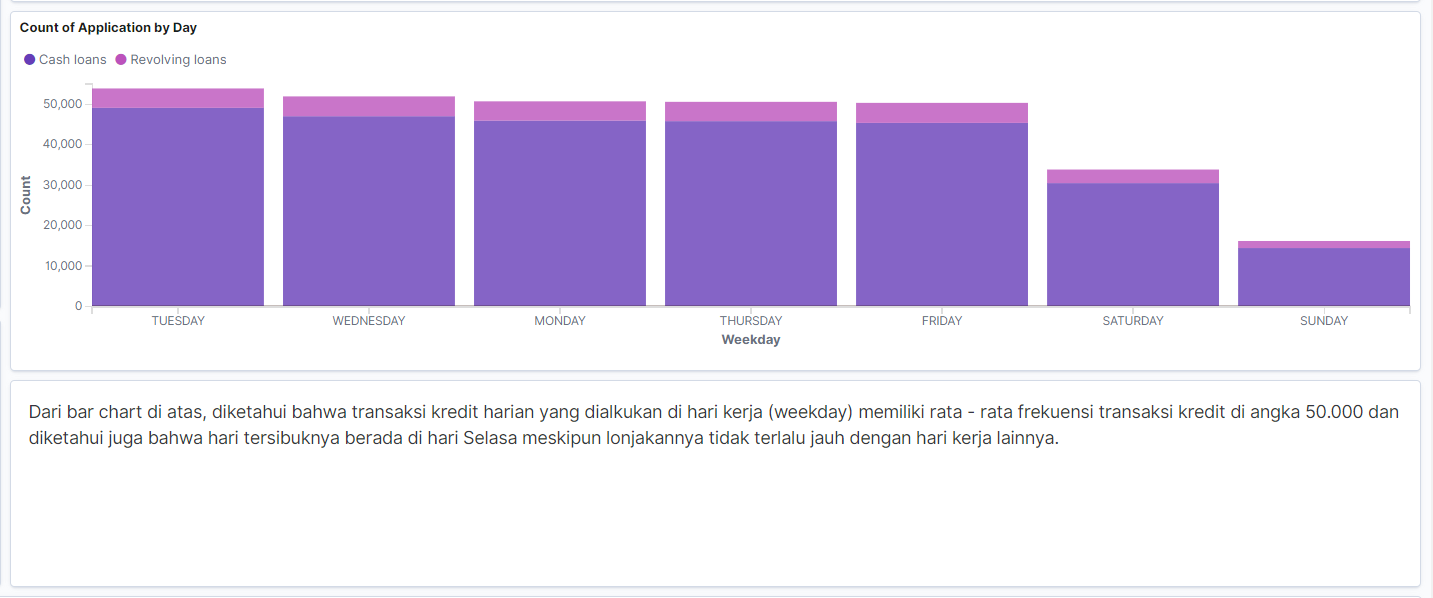 Count of Application by Day
Cash loans Revolving loans
50,000
40,000
30,000
20,000
10,000
0
Count
TUESDAY WEDNESDAY MONDAY THURSDAY FRIDAY SATURDAY SUNDAY
Weekday
Dari bar chart di atas, diketahui bahwa transaksi kredit harian yang dialkukan di hari kerja (weekday) memiliki rata - rata frekuensi transaksi kredit di angka 50.000 dan
diketahui juga bahwa hari tersibuknya berada di hari Selasa meskipun lonjakannya tidak terlalu jauh dengan hari kerja lainnya.